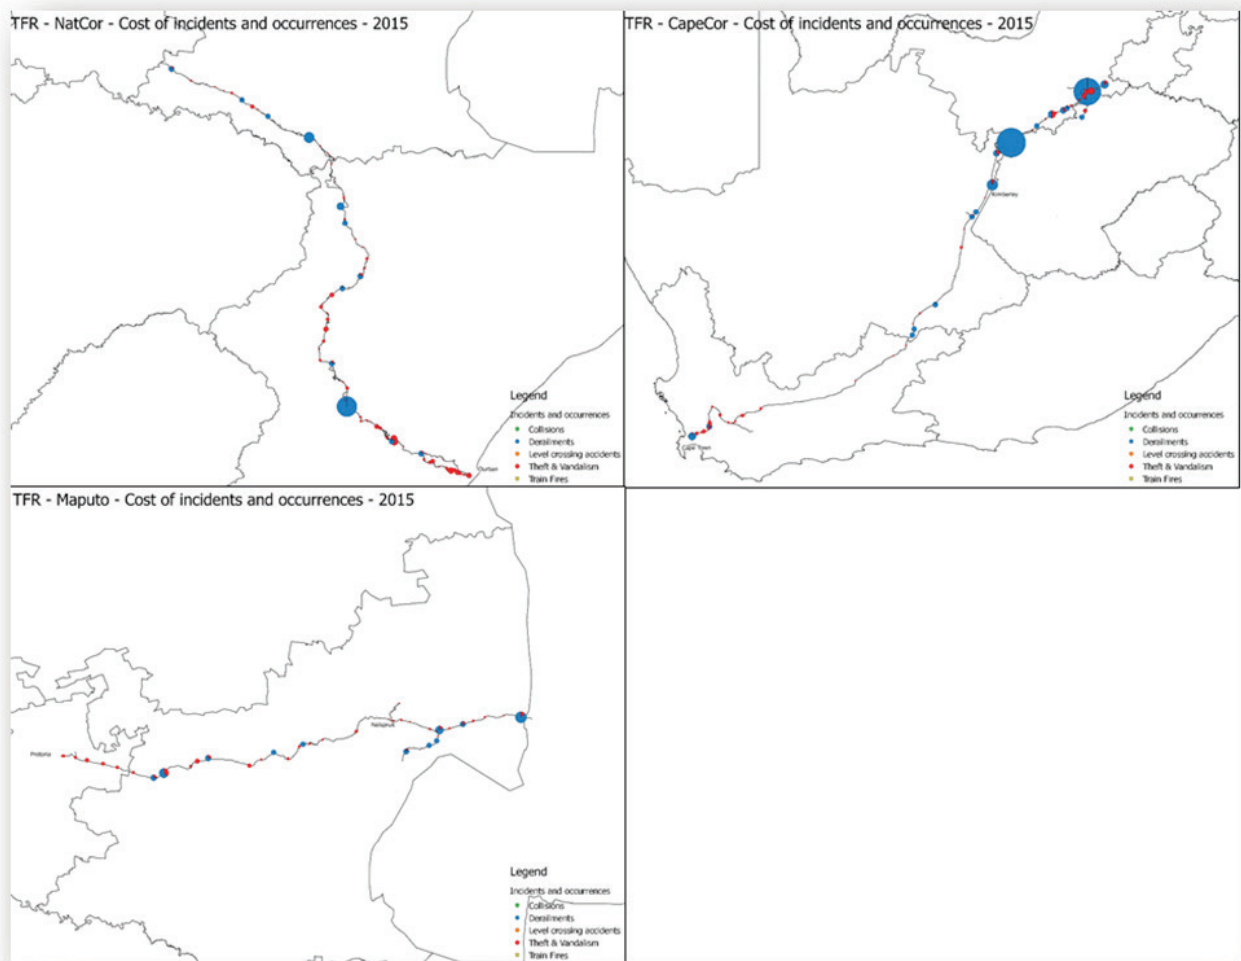 TFR - NatCor - Cost of incidents and occurrences - 2015
Durban
Legend
Incidents and occurrences
Collisions
Derailments
Level crossing accidents
Theft & Vandalism
Train Fires
TFR - CapeCor - Cost of incidents and occurrences - 2015
Kimberley
Cape Town
Legend
Incidents and occurrences
Collisions
Derailments
Level crossing accidents
Theft & Vandalism
Train Fires
TFR - Maputo - Cost of incidents and occurrences - 2015
Nelspruit
Pretoria
Legend
Incidents and occurrences
Collisions
Derailments
Level crossing accidents
Theft & Vandalism
Train Fires